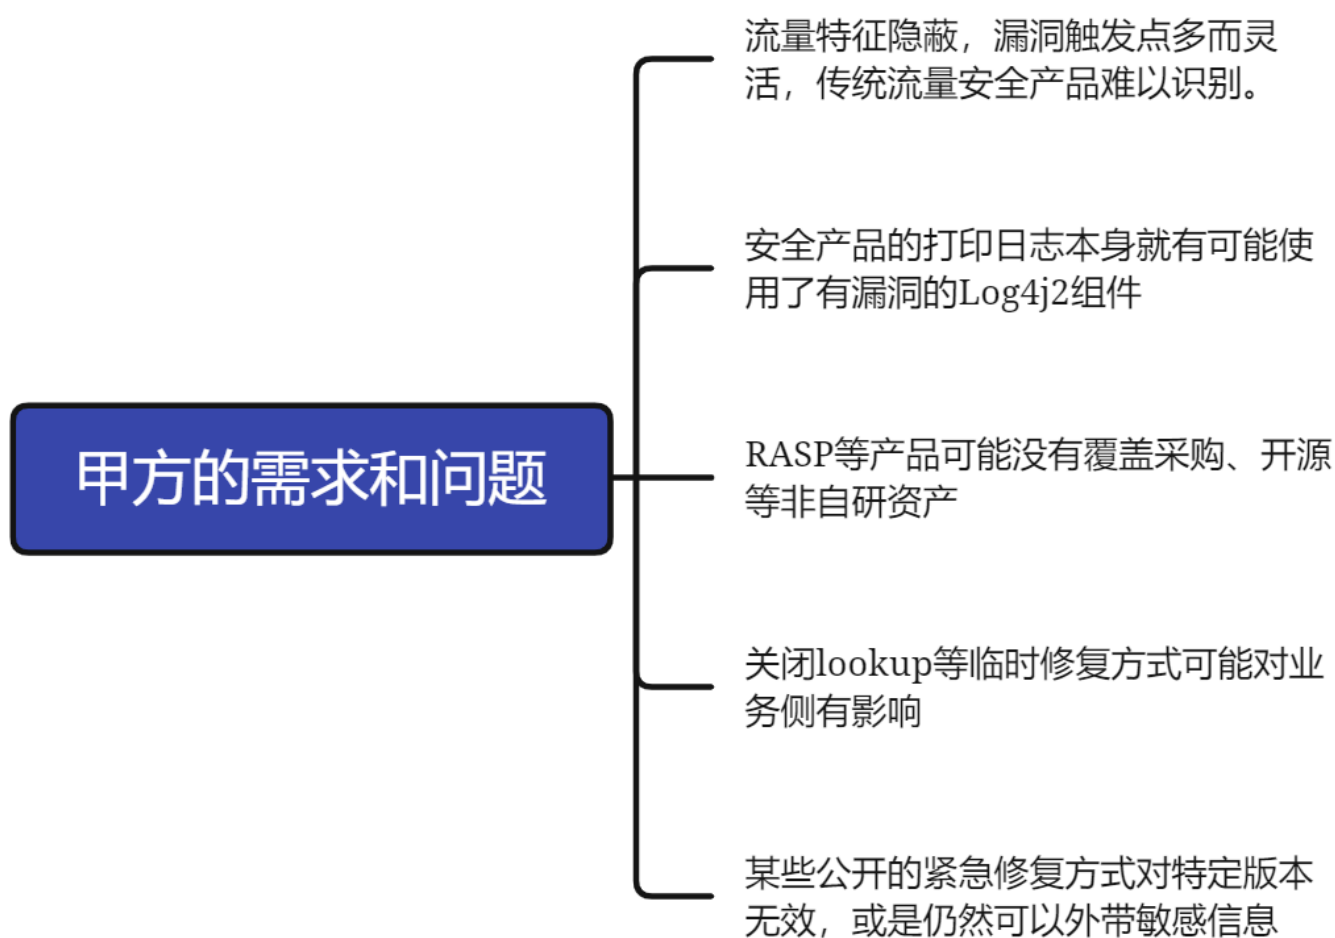 流量特征隐蔽，漏洞触发点多而灵
活，传统流量安全产品难以识别。
安全产品的打印日志本身就有可能使
用了有漏洞的Log4j2组件
甲方的需求和问题
RASP等产品可能没有覆盖采购、开源
等非自研资产
关闭lookup等临时修复方式可能对业
务侧有影响
某些公开的紧急修复方式对特定版本
无效，或是仍然可以外带敏感信息